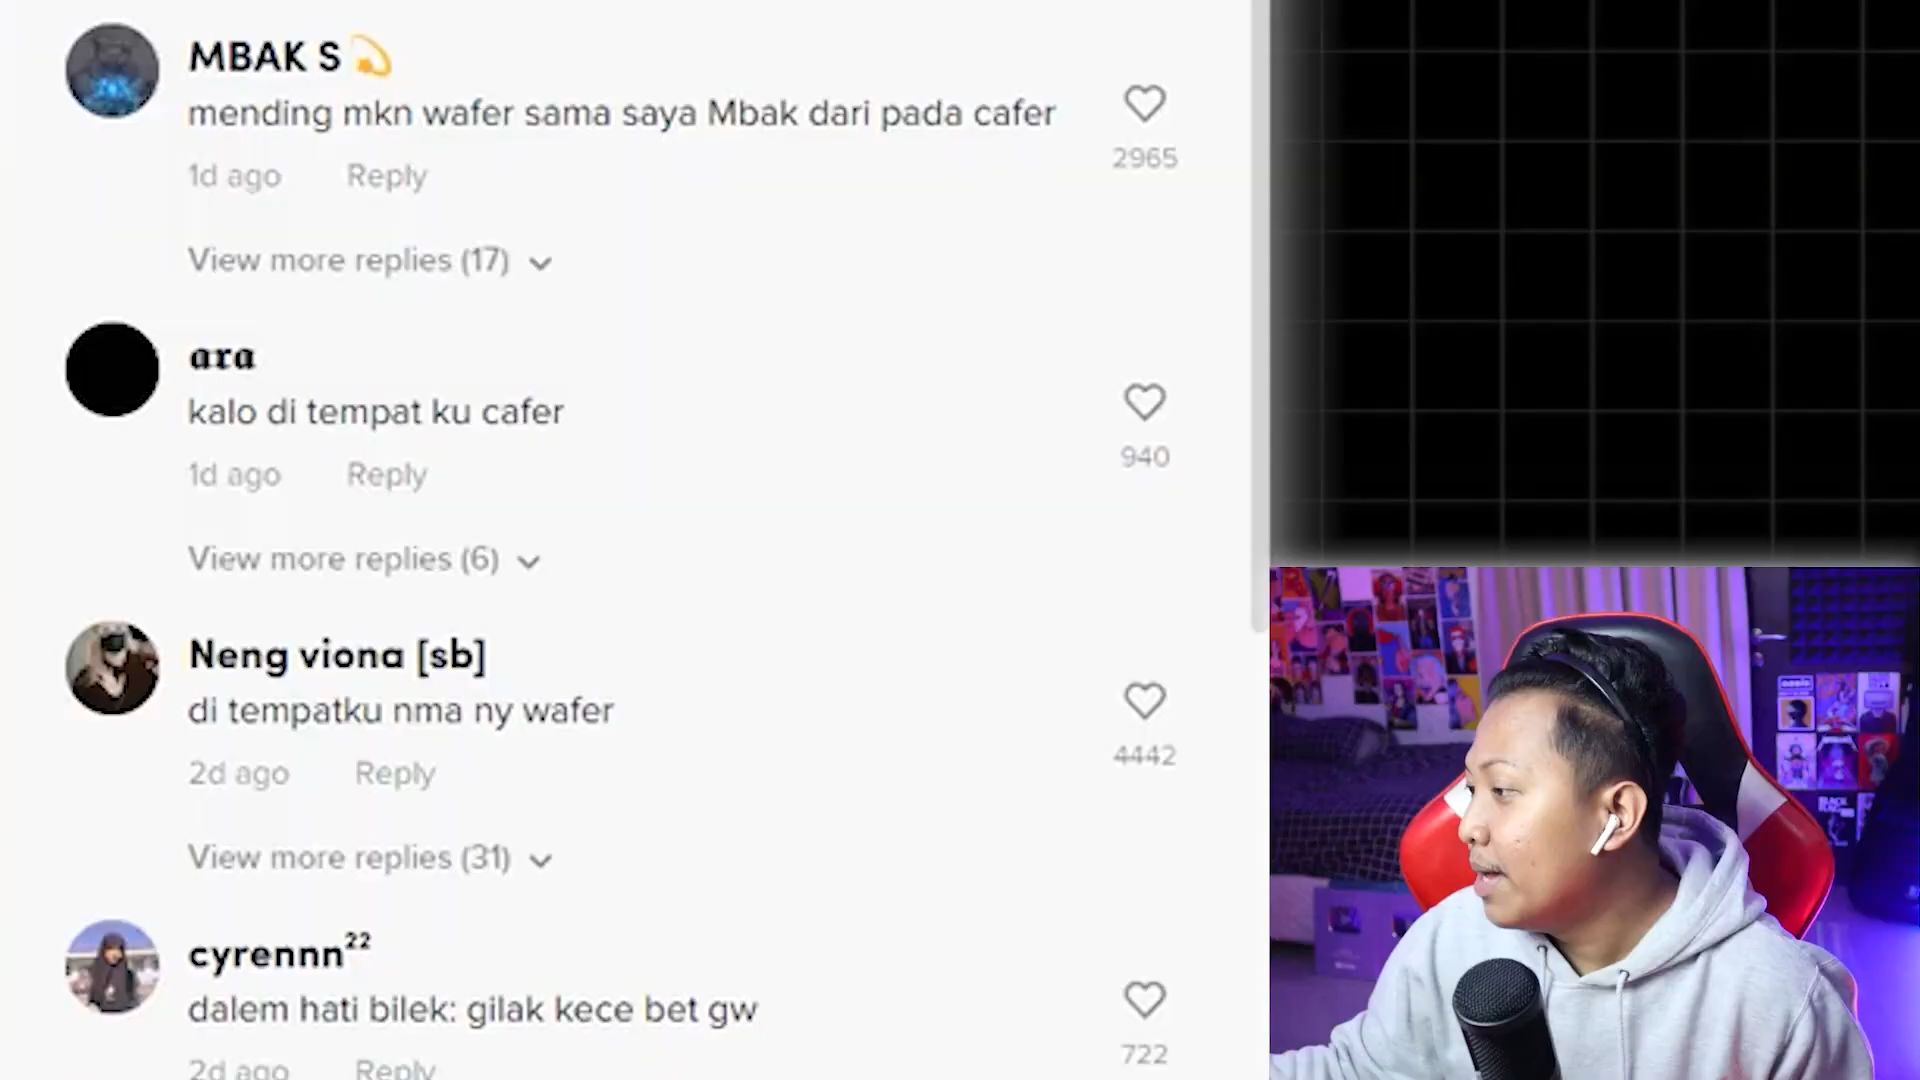 MBAK S
mending mkn wafer sama saya Mbak dari pada cafer
2965
1d ago Reply
View more replies (17)
ara
kalo di tempat ku cafer
940
1d ago Reply
View more replies (6)
Neng viona [sb]
di tempatku nma ny wafer
4442
2d ago Reply
View more replies (31)
cyrennn²²
dalem hati bilek: gilak kece bet gw
722
2d ago Reply